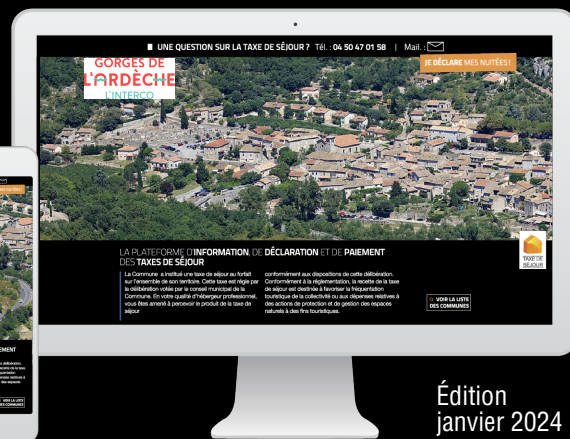 UNE QUESTION SUR LA TAXE DE SÉJOUR ? Tél. : 04 50 47 01 58 | Mail. :
GORGES DE
L'ARDÈCHE
L'INTERCO
JE DÉCLARE MES NUITÉES !
LA PLATEFORME D'INFORMATION, DE DÉCLARATION ET DE PAIEMENT
DES TAXES DE SÉJOUR
La Commune a institué une taxe de séjour au forfait
sur l'ensemble de son territoire. Cette taxe est régie par
la délibération votée par le conseil municipal de la
Commune. En votre qualité d'hébergeur professionnel,
vous êtes amené à percevoir le produit de la taxe de
séjour
conformément aux dispositions de cette délibération.
Conformément à la réglementation, la recette de la taxe
de séjour est destinée à favoriser la fréquentation
touristique de la collectivité ou aux dépenses relatives à
des actions de protection et de gestion des espaces
naturels à des fins touristiques.
TAXE DE
SÉJOUR
VOIR LA LISTE
DES COMMUNES
EMENT
VOIR LA LISTE
DES COMMUNES
Édition
janvier 2024